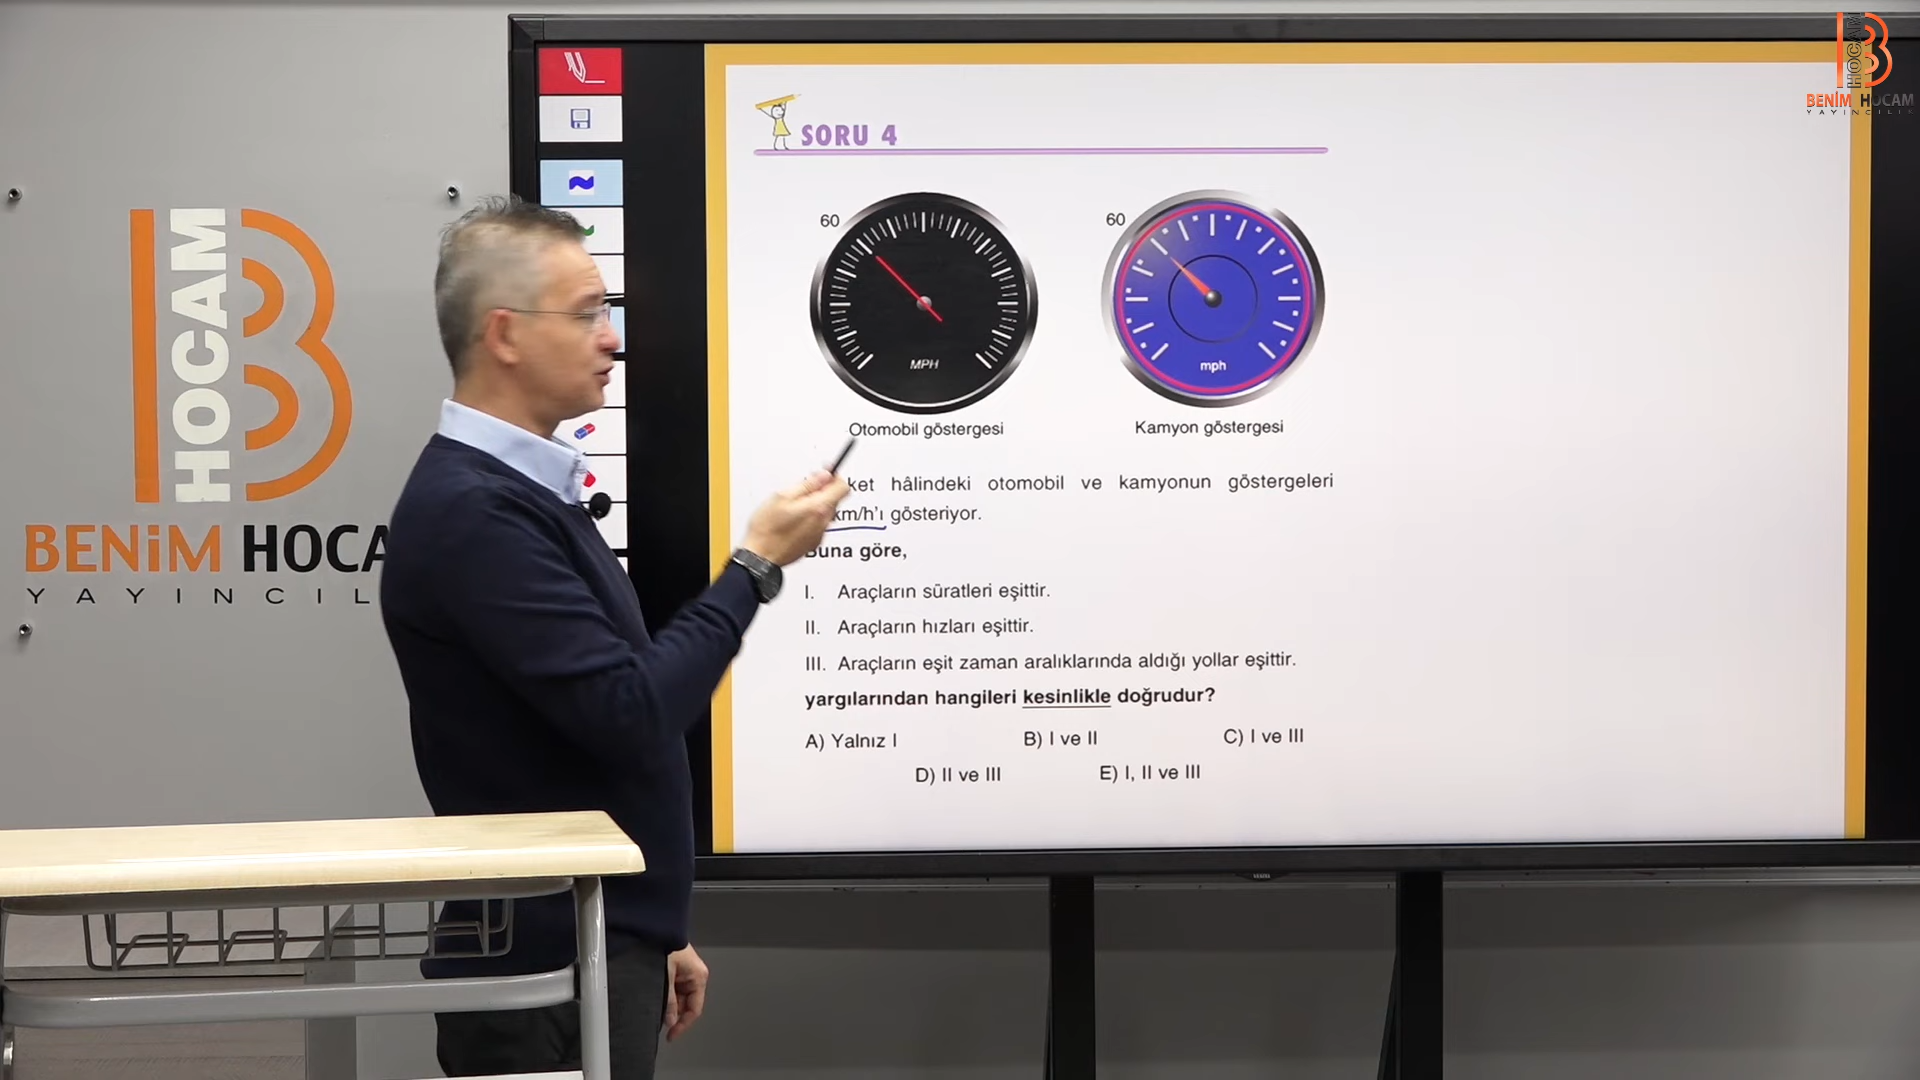 HOCAM
BENİM HOCAM
YAYINCILIK
HOCAM
BENİM HOCA
YAYINCIL
SORU 4
60
60
MPH
mph
Otomobil göstergesi
Kamyon göstergesi
hâlindeki otomobil ve kamyonun göstergeleri
km/h'ı gösteriyor.
Buna göre,
I. Araçların süratleri eşittir.
II. Araçların hızları eşittir.
III. Araçların eşit zaman aralıklarında aldığı yollar eşittir.
yargılarından hangileri kesinlikle doğrudur?
A) Yalnız I
B) I ve II
C) I ve III
D) II ve III
E) I, II ve III